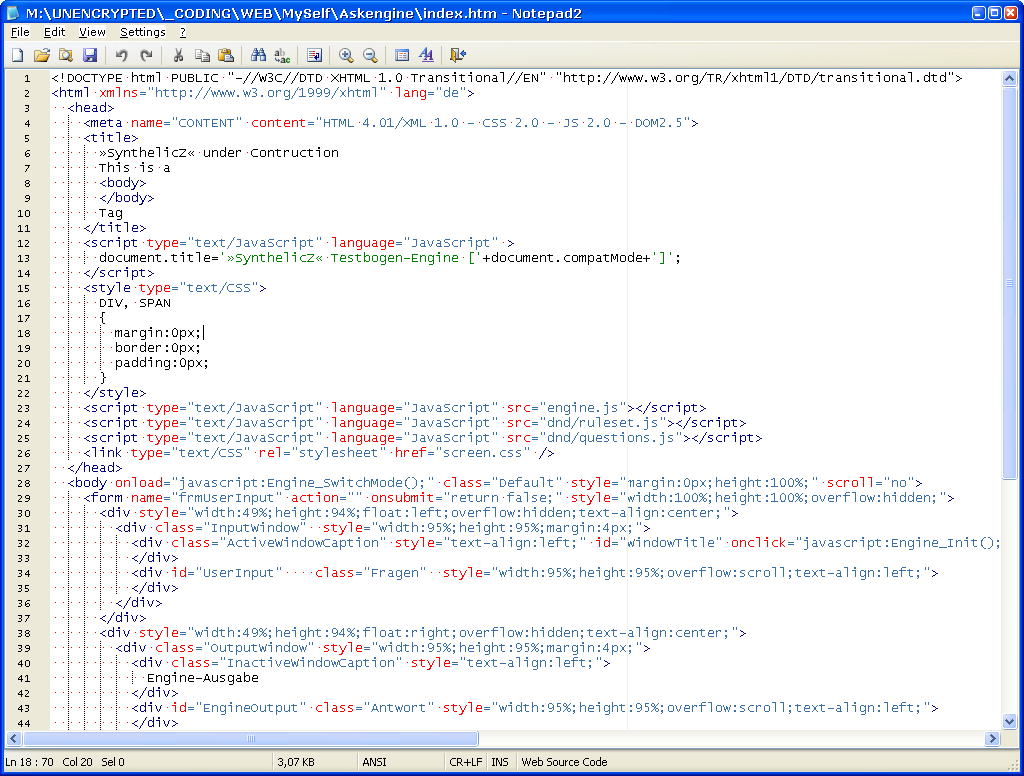 M:\UNENCRYPTED\_CODING\WEB\MySelf\Askengine\index.htm - Notepad2
File Edit View Settings ?
1 <!DOCTYPE html PUBLIC "-//W3C//DTD XHTML 1.0 Transitional//EN" "http://www.w3.org/TR/xhtml1/DTD/transitional.dtd">
2 <html xmlns="http://www.w3.org/1999/xhtml" lang="de">
3 <head>
4 <meta name="CONTENT" content="HTML 4.01/XML 1.0 - CSS 2.0 - JS 2.0 - DOM2.5">
5 <title>
6 »SynthelicZ« under Contruction
7 This is a
8 <body>
9 </body>
10 Tag
11 </title>
12 <script type="text/JavaScript" language="JavaScript" >
13 document.title='»SynthelicZ« Testbogen-Engine ['+document.compatMode+']';
14 </script>
15 <style type="text/CSS">
16 DIV, SPAN
17 {
18 margin:0px;
19 border:0px;
20 padding:0px;
21 }
22 </style>
23 <script type="text/JavaScript" language="JavaScript" src="engine.js"></script>
24 <script type="text/JavaScript" language="JavaScript" src="dnd/ruleset.js"></script>
25 <script type="text/JavaScript" language="JavaScript" src="dnd/questions.js"></script>
26 <link type="text/CSS" rel="stylesheet" href="screen.css" />
27 </head>
28 <body onload="javascript:Engine_SwitchMode();" class="Default" style="margin:0px;height:100%;" scroll="no">
29 <form name="frmUserInput" action="" onsubmit="return false;" style="width:100%;height:100%;overflow:hidden;">
30 <div style="width:49%;height:94%;float:left;overflow:hidden;text-align:center;">
31 <div class="InputWindow"  style="width:95%;height:95%;margin:4px;">
32 <div class="ActiveWindowCaption" style="text-align:left;" id="windowTitle" onclick="javascript:Engine_Init();
33 </div>
34 <div id="UserInput"    class="Fragen"  style="width:95%;height:95%;overflow:scroll;text-align:left;">
35 </div>
36 </div>
37 </div>
38 <div style="width:49%;height:94%;float:right;overflow:hidden;text-align:center;">
39 <div class="OutputWindow" style="width:95%;height:95%;margin:4px;">
40 <div class="InactiveWindowCaption" style="text-align:left;">
41 Engine-Ausgabe
42 </div>
43 <div id="EngineOutput" class="Antwort" style="width:95%;height:95%;overflow:scroll;text-align:left;">
44 </div>
Ln 18 : 70 Col 20 Sel 0 3,07 KB ANSI CR+LF INS Web Source Code